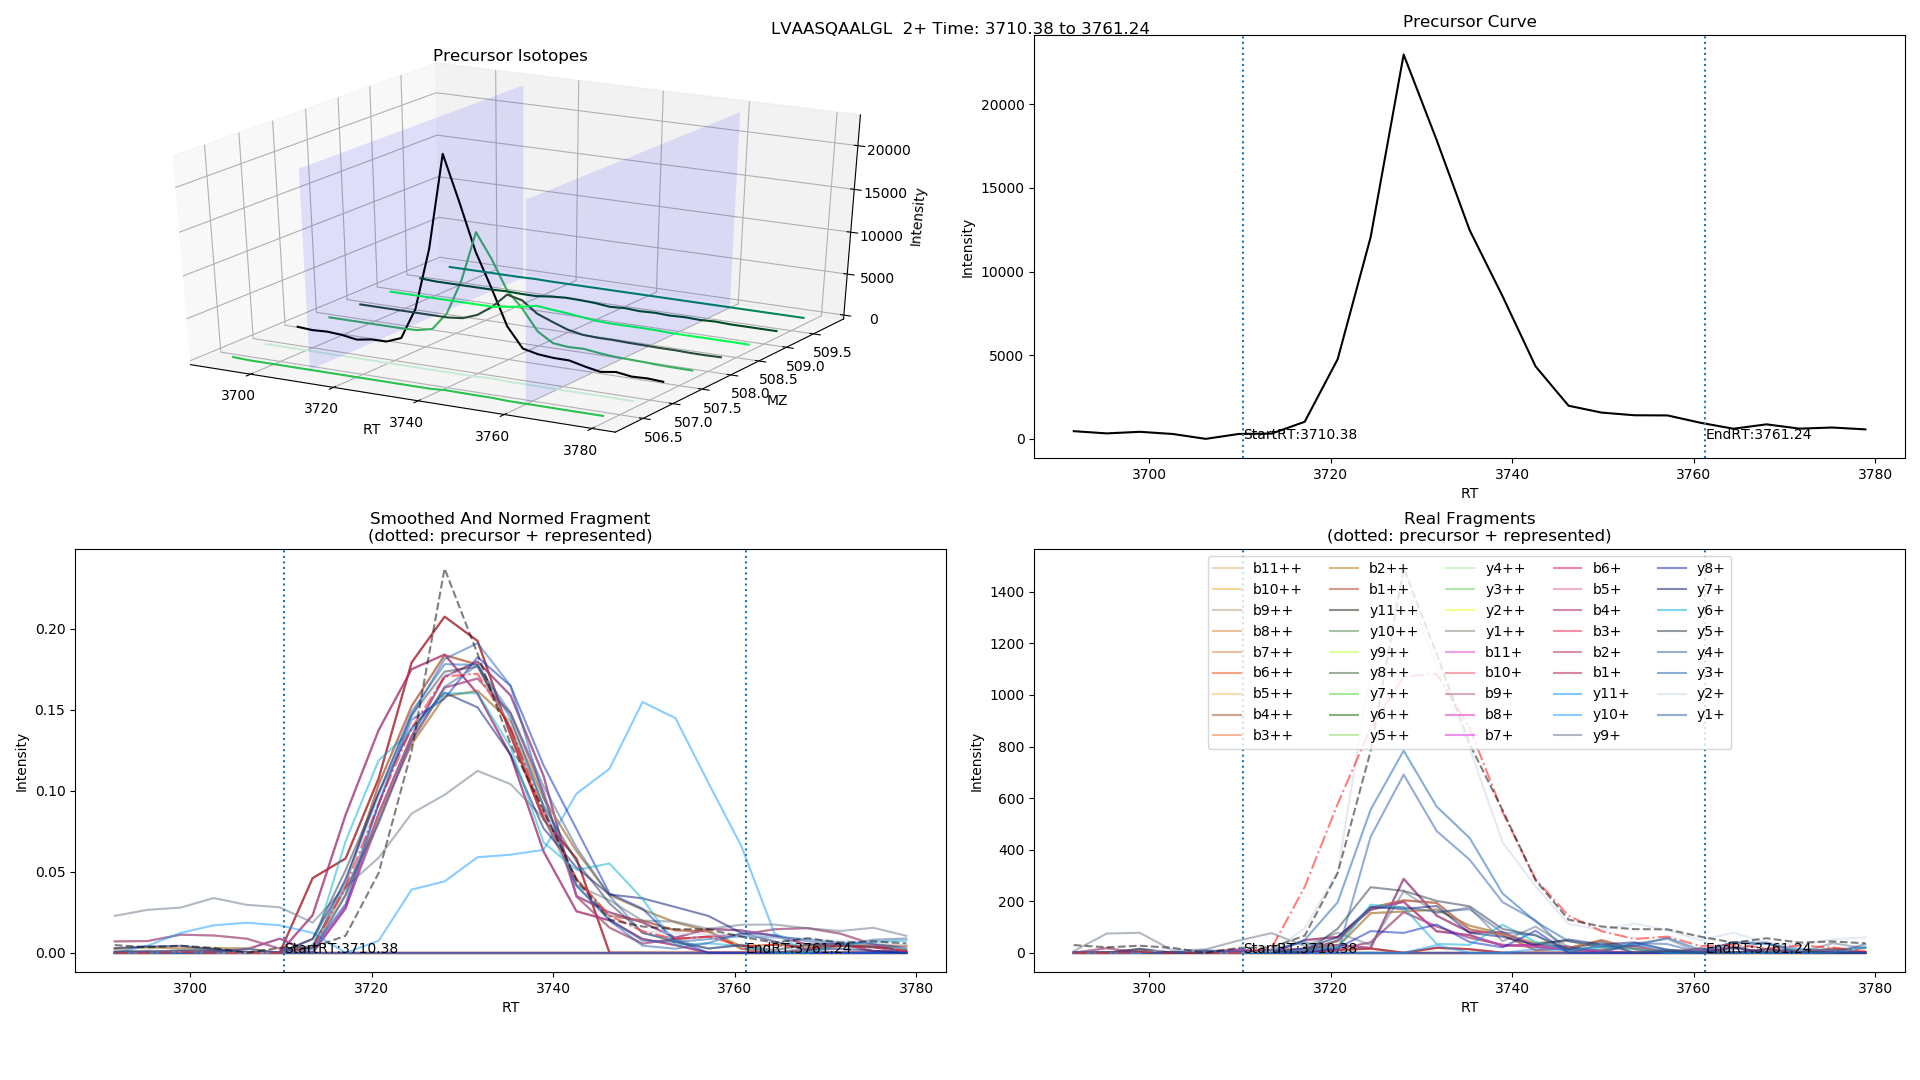 LVAASQAALGL  2+ Time: 3710.38 to 3761.24
Precursor Isotopes
20000
15000
10000
5000
0
Intensity
3700
3720
3740
3760
3780
RT
506.5
507.0
507.5
508.0
508.5
509.0
509.5
MZ
Precursor Curve
20000
15000
10000
5000
0
Intensity
StartRT:3710.38
EndRT:3761.24
3700
3720
3740
3760
3780
RT
Smoothed And Normed Fragment
(dotted: precursor + represented)
0.20
0.15
0.10
0.05
0.00
Intensity
StartRT:3710.38
EndRT:3761.24
3700
3720
3740
3760
3780
RT
Real Fragments
(dotted: precursor + represented)
1400
1200
1000
800
600
400
200
0
Intensity
b11++
b10++
b9++
b8++
b7++
b6++
b5++
b4++
b3++
b2++
b1++
y11++
y10++
y9++
y8++
y7++
y6++
y5++
y4++
y3++
y2++
y1++
b11+
b10+
b9+
b8+
b7+
b6+
b5+
b4+
b3+
b2+
b1+
y11+
y10+
y9+
y8+
y7+
y6+
y5+
y4+
y3+
y2+
y1+
StartRT:3710.38
EndRT:3761.24
3700
3720
3740
3760
3780
RT